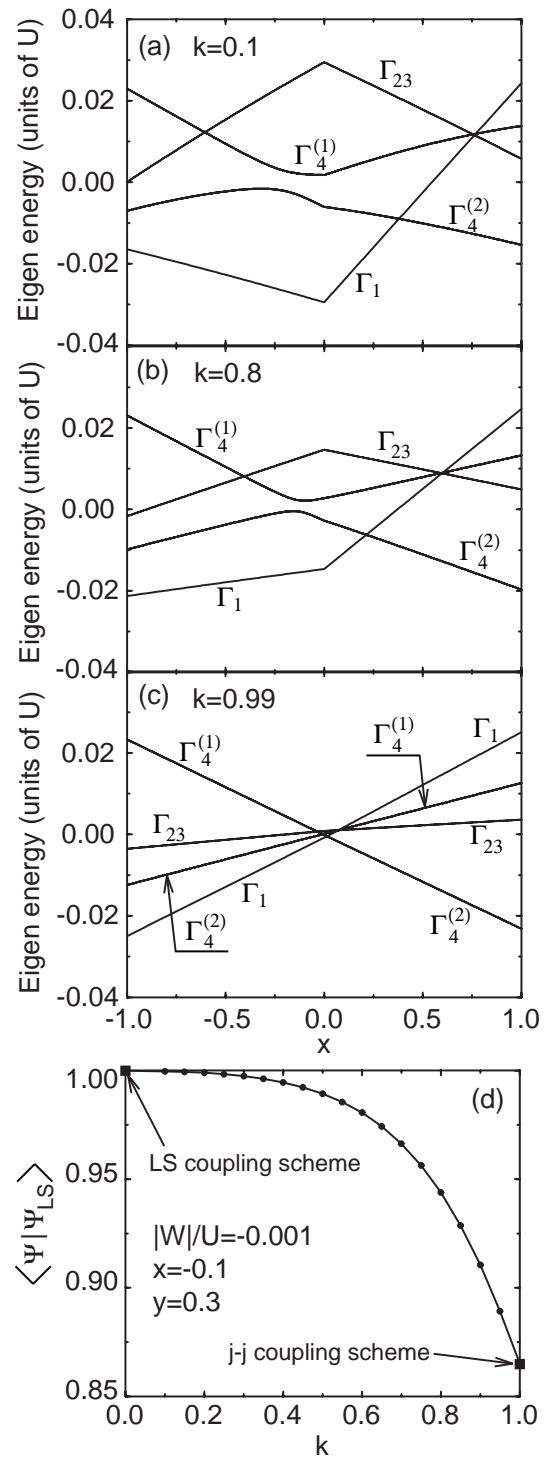 (a) k=0.1
Eigen energy (units of U)
0.04
0.02
0.00
-0.02
-0.04
Γ₂₃
Γ₄⁽¹⁾
Γ₄⁽²⁾
Γ₁
(b) k=0.8
Eigen energy (units of U)
0.02
0.00
-0.02
-0.04
Γ₄⁽¹⁾
Γ₂₃
Γ₄⁽²⁾
Γ₁
(c) k=0.99
Eigen energy (units of U)
0.02
0.00
-0.02
-0.04
Γ₄⁽¹⁾
Γ₄⁽¹⁾
Γ₁
Γ₂₃
Γ₂₃
Γ₄⁽²⁾
Γ₁
Γ₄⁽²⁾
-1.0 -0.5 0.0 0.5 1.0
x
(d)
⟨Ψ|Ψ_LS⟩
1.00
0.95
0.90
0.85
LS coupling scheme
|W|/U=-0.001
x=-0.1
y=0.3
j-j coupling scheme
0.0 0.2 0.4 0.6 0.8 1.0
k